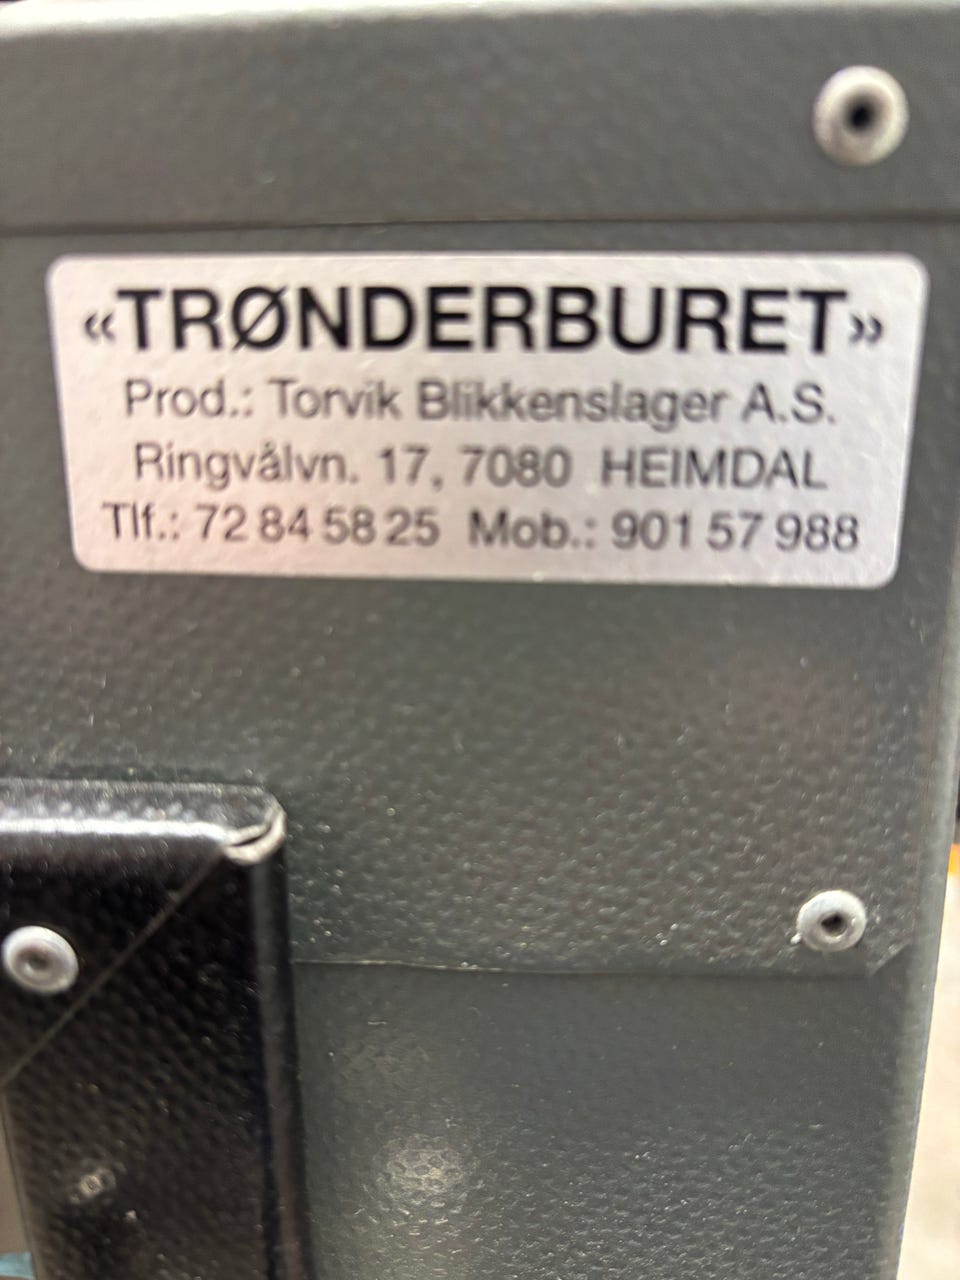 «TRØNDERBURET»
Prod.: Torvik Blikkenslager A.S.
Ringvålvn. 17, 7080 HEIMDAL
Tlf.: 72 84 58 25 Mob.: 901 57 988